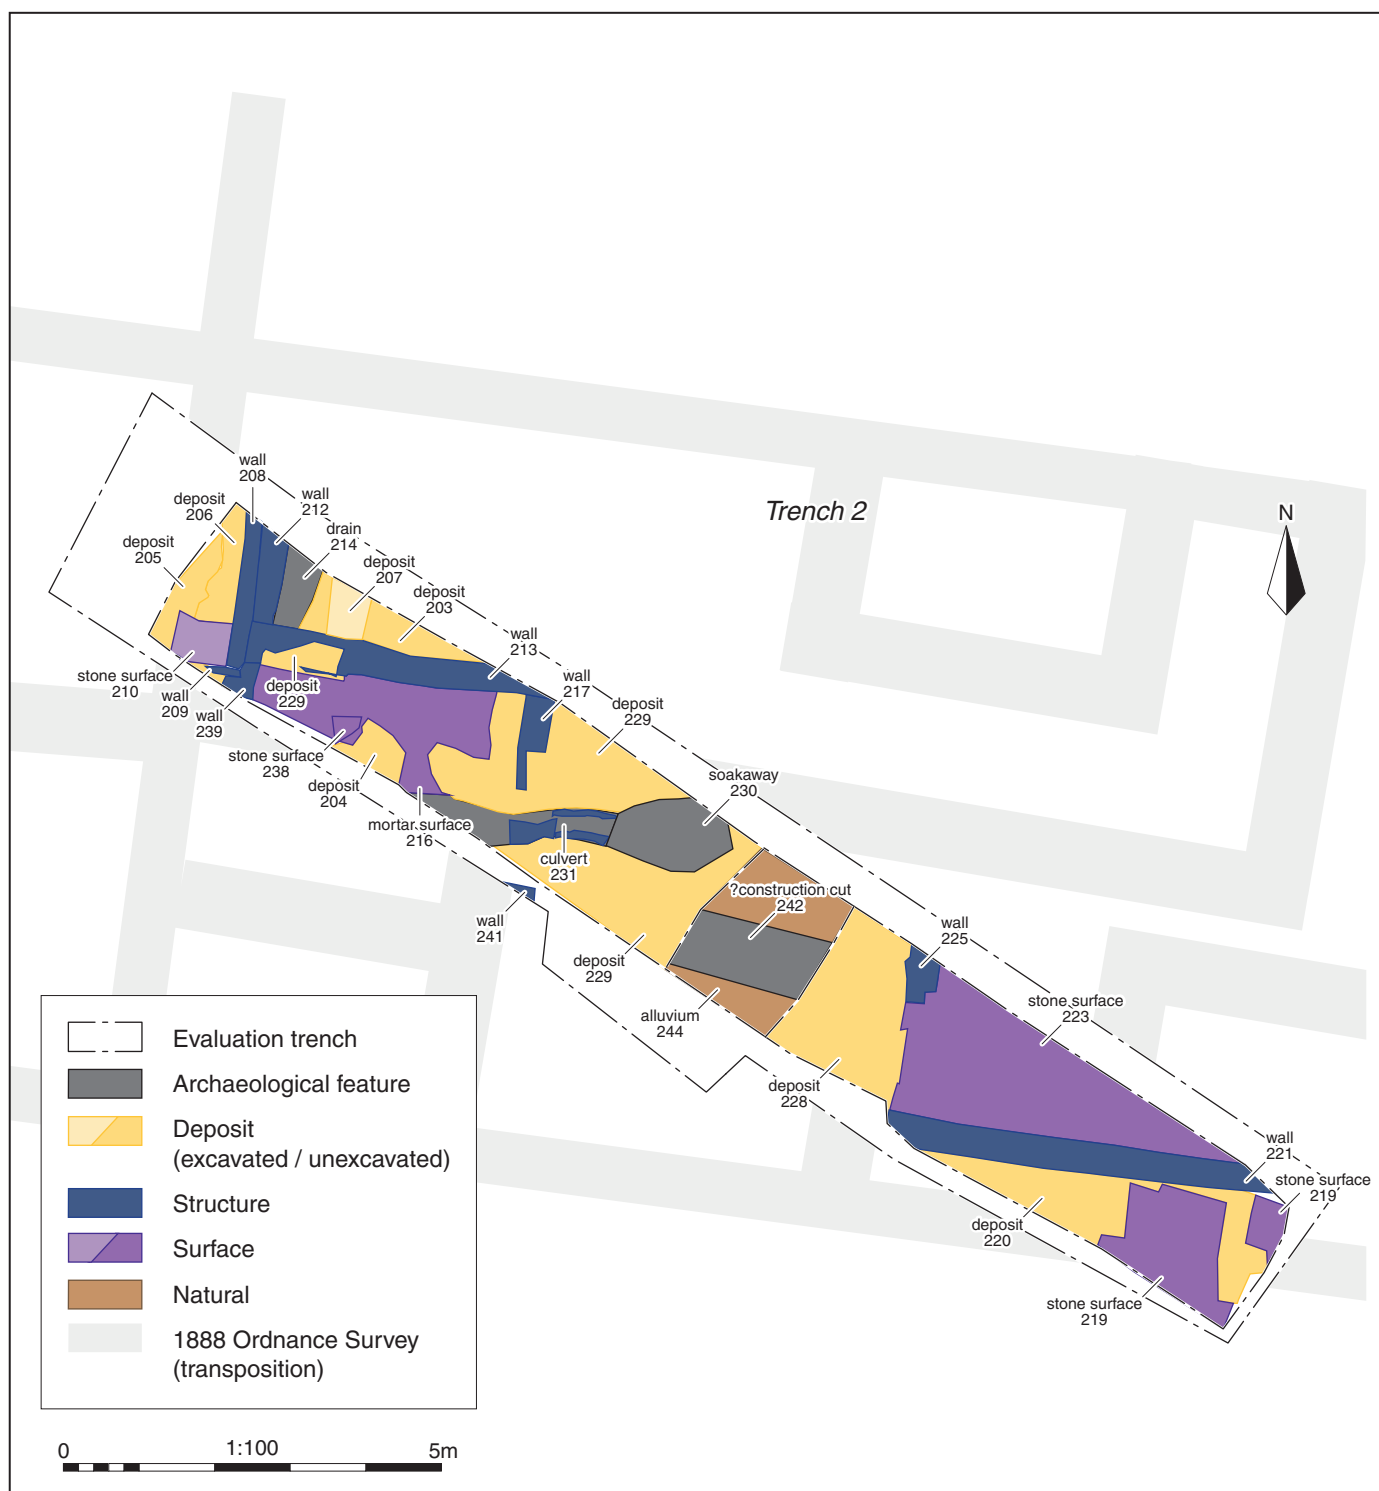 Trench 2
N
wall
208
wall
212
deposit
206
drain
214
deposit
205
deposit
207
deposit
203
wall
213
wall
217
deposit
229
stone surface
210
wall
209
wall
239
deposit
229
stone surface
238
deposit
204
mortar surface
216
soakaway
230
culvert
231
wall
241
?construction cut
242
deposit
229
alluvium
244
wall
225
stone surface
223
deposit
228
wall
221
stone surface
219
deposit
220
stone surface
219
Evaluation trench
Archaeological feature
Deposit
(excavated / unexcavated)
Structure
Surface
Natural
1888 Ordnance Survey
(transposition)
0 1:100 5m